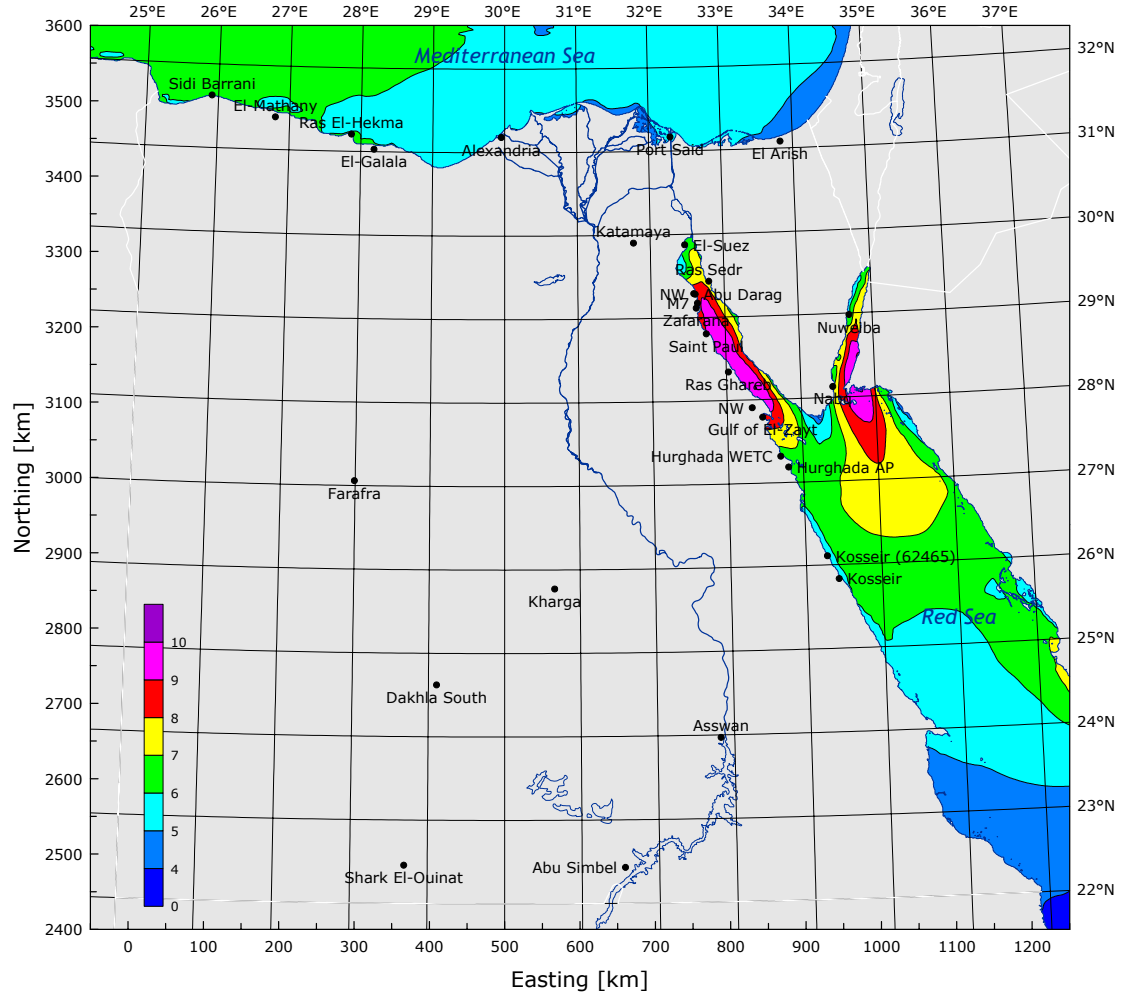 25°E 26°E 27°E 28°E 29°E 30°E 31°E 32°E 33°E 34°E 35°E 36°E 37°E
3600
3500
3400
3300
3200
3100
3000
2900
2800
2700
2600
2500
2400
Northing [km]
32°N
31°N
30°N
29°N
28°N
27°N
26°N
25°N
24°N
23°N
22°N
Mediterranean Sea
Sidi Barrani
El-Mathany
Ras El-Hekma
El-Galala
Alexandria
Port Said
El Arish
Katamaya
El-Suez
Ras Sedr
NW
Abu Darag
M7
Zafarana
Saint Paul
Nuweiba
Ras Ghareb
Nabq
NW
Gulf of El-Zayt
Hurghada WETC
Hurghada AP
Farafra
Kosseir (62465)
Kosseir
Kharga
Red Sea
Dakhla South
Asswan
Shark El-Ouinat
Abu Simbel
10
9
8
7
6
5
4
0
0 100 200 300 400 500 600 700 800 900 1000 1100 1200
Easting [km]